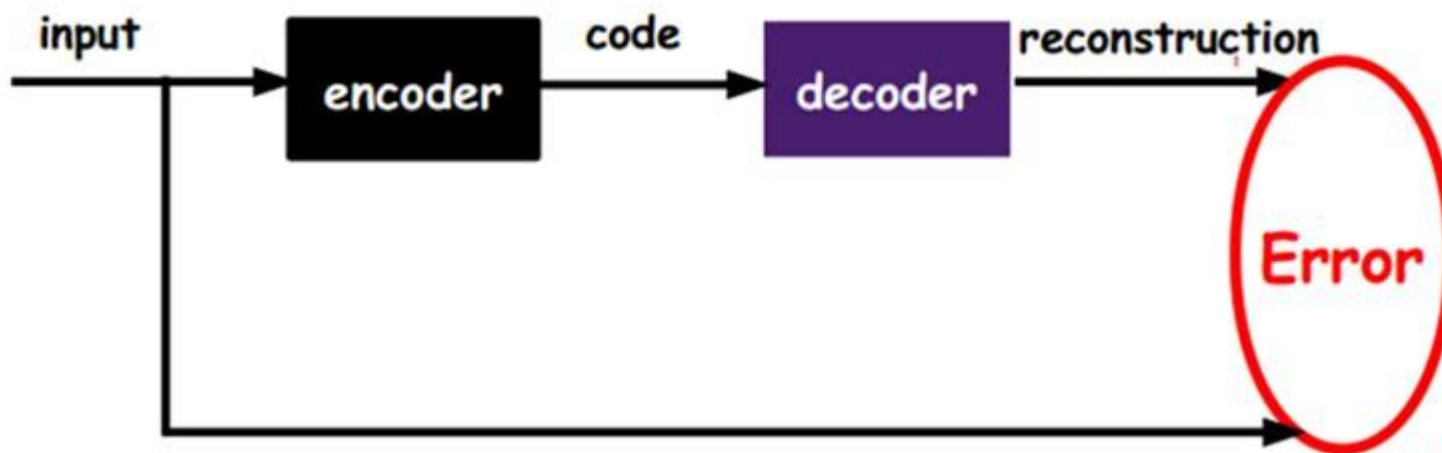 input
encoder
code
decoder
reconstruction
Error